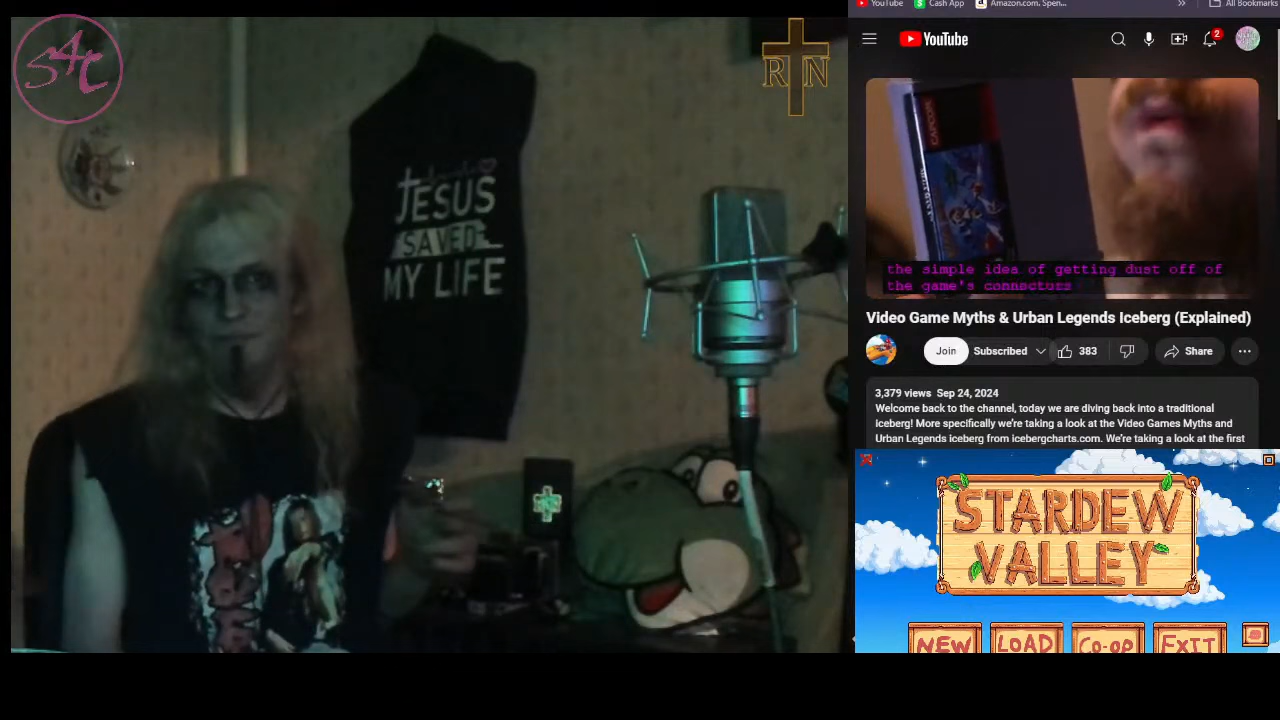 S4C
R N
JESUS
SAVED
MY LIFE
YouTube
Cash App
Amazon.com. Spen...
»
All Bookmarks
YouTube
2
CAPCOM
the simple idea of getting dust off of
the game's connectors
Video Game Myths & Urban Legends Iceberg (Explained)
Join
Subscribed
383
Share
3,379 views Sep 24, 2024
Welcome back to the channel, today we are diving back into a traditional
Iceberg! More specifically we're taking a look at the Video Games Myths and
Urban Legends iceberg from icebergcharts.com. We're taking a look at the first
STARDEW
VALLEY
NEW
LOAD
CO-OP
EXIT